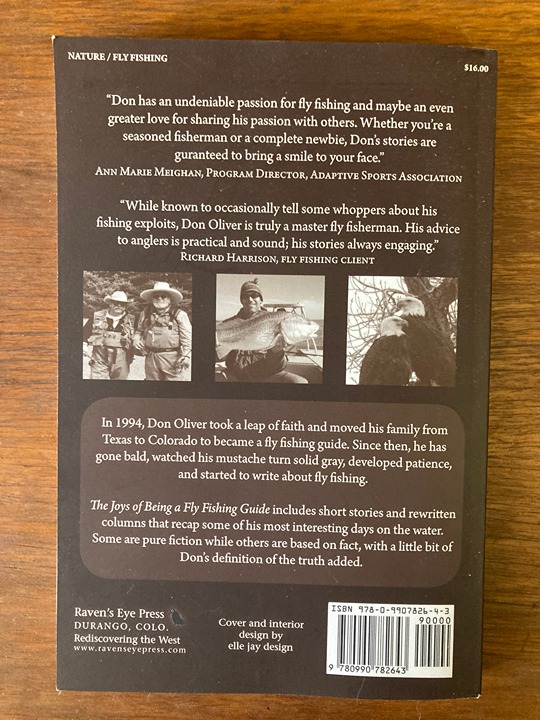 NATURE / FLY FISHING
$16.00
“Don has an undeniable passion for fly fishing and maybe an even
greater love for sharing his passion with others. Whether you’re a
seasoned fisherman or a complete newbie, Don’s stories are
guranteed to bring a smile to your face.”
Ann Marie Meighan, Program Director, Adaptive Sports Association
“While known to occasionally tell some whoppers about his
fishing exploits, Don Oliver is truly a master fly fisherman. His advice
to anglers is practical and sound; his stories always engaging.”
Richard Harrison, fly fishing client
In 1994, Don Oliver took a leap of faith and moved his family from
Texas to Colorado to became a fly fishing guide. Since then, he has
gone bald, watched his mustache turn solid gray, developed patience,
and started to write about fly fishing.
The Joys of Being a Fly Fishing Guide includes short stories and rewritten
columns that recap some of his most interesting days on the water.
Some are pure fiction while others are based on fact, with a little bit of
Don’s definition of the truth added.
Raven’s Eye Press
DURANGO, COLO.
Rediscovering the West
www.ravenseyepress.com
Cover and interior
design by
elle jay design
ISBN 978-0-9907826-4-3
90000
9 780990 782643